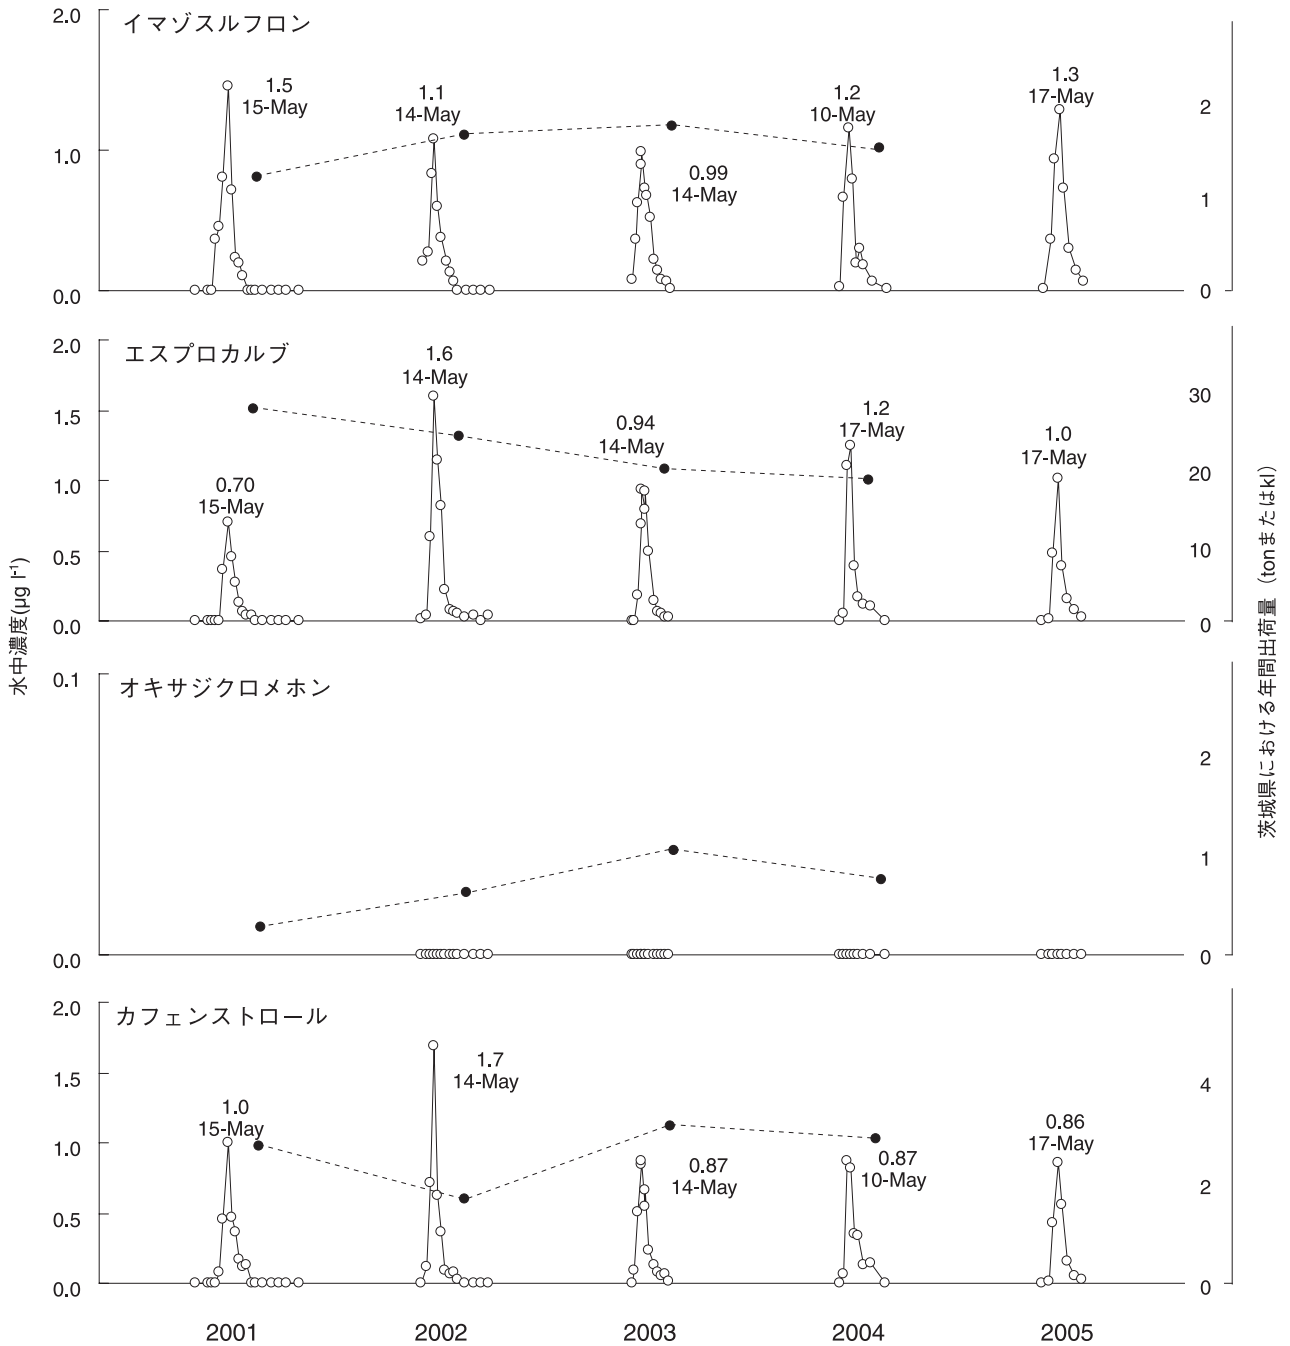 水中濃度(μg l-1)
茨城県における年間出荷量（tonまたはkl）
イマゾスルフロン
2.0
1.0
0.0
1.5
15-May
1.1
14-May
0.99
14-May
1.2
10-May
1.3
17-May
2
1
0
エスプロカルブ
2.0
1.5
1.0
0.5
0.0
0.70
15-May
1.6
14-May
0.94
14-May
1.2
17-May
1.0
17-May
30
20
10
0
オキサジクロメホン
0.1
0.0
2
1
0
カフェンストロール
2.0
1.5
1.0
0.5
0.0
1.0
15-May
1.7
14-May
0.87
14-May
0.87
10-May
0.86
17-May
4
2
0
2001 2002 2003 2004 2005